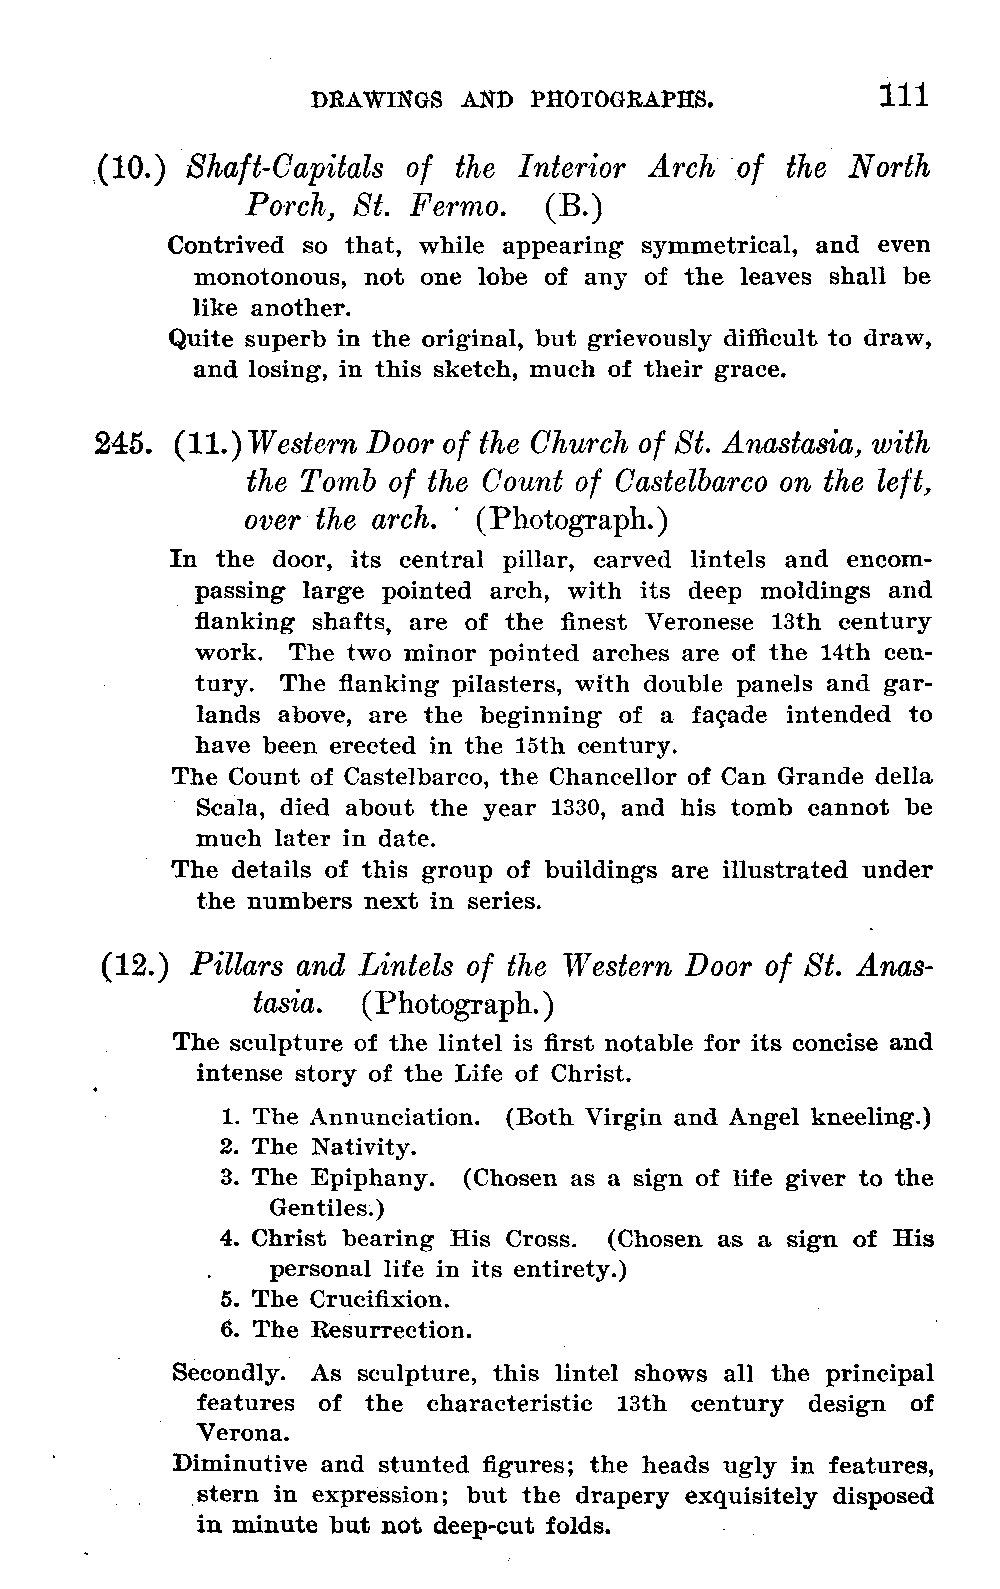 DRAWINGS AND PHOTOGRAPHS. 111
(10.) Shaft-Capitals of the Interior Arch of the North
Porch, St. Fermo. (B.)
Contrived so that, while appearing symmetrical, and even
monotonous, not one lobe of any of the leaves shall be
like another.
Quite superb in the original, but grievously difficult to draw,
and losing, in this sketch, much of their grace.
245. (11.) Western Door of the Church of St. Anastasia, with
the Tomb of the Count of Castelbarco on the left,
over the arch. (Photograph.)
In the door, its central pillar, carved lintels and encom-
passing large pointed arch, with its deep moldings and
flanking shafts, are of the finest Veronese 13th century
work. The two minor pointed arches are of the 14th cen-
tury. The flanking pilasters, with double panels and gar-
lands above, are the beginning of a façade intended to
have been erected in the 15th century.
The Count of Castelbarco, the Chancellor of Can Grande della
Scala, died about the year 1330, and his tomb cannot be
much later in date.
The details of this group of buildings are illustrated under
the numbers next in series.
(12.) Pillars and Lintels of the Western Door of St. Anas-
tasia. (Photograph.)
The sculpture of the lintel is first notable for its concise and
intense story of the Life of Christ.
1. The Annunciation. (Both Virgin and Angel kneeling.)
2. The Nativity.
3. The Epiphany. (Chosen as a sign of life giver to the
Gentiles.)
4. Christ bearing His Cross. (Chosen as a sign of His
personal life in its entirety.)
5. The Crucifixion.
6. The Resurrection.
Secondly. As sculpture, this lintel shows all the principal
features of the characteristic 13th century design of
Verona.
Diminutive and stunted figures; the heads ugly in features,
stern in expression; but the drapery exquisitely disposed
in minute but not deep-cut folds.